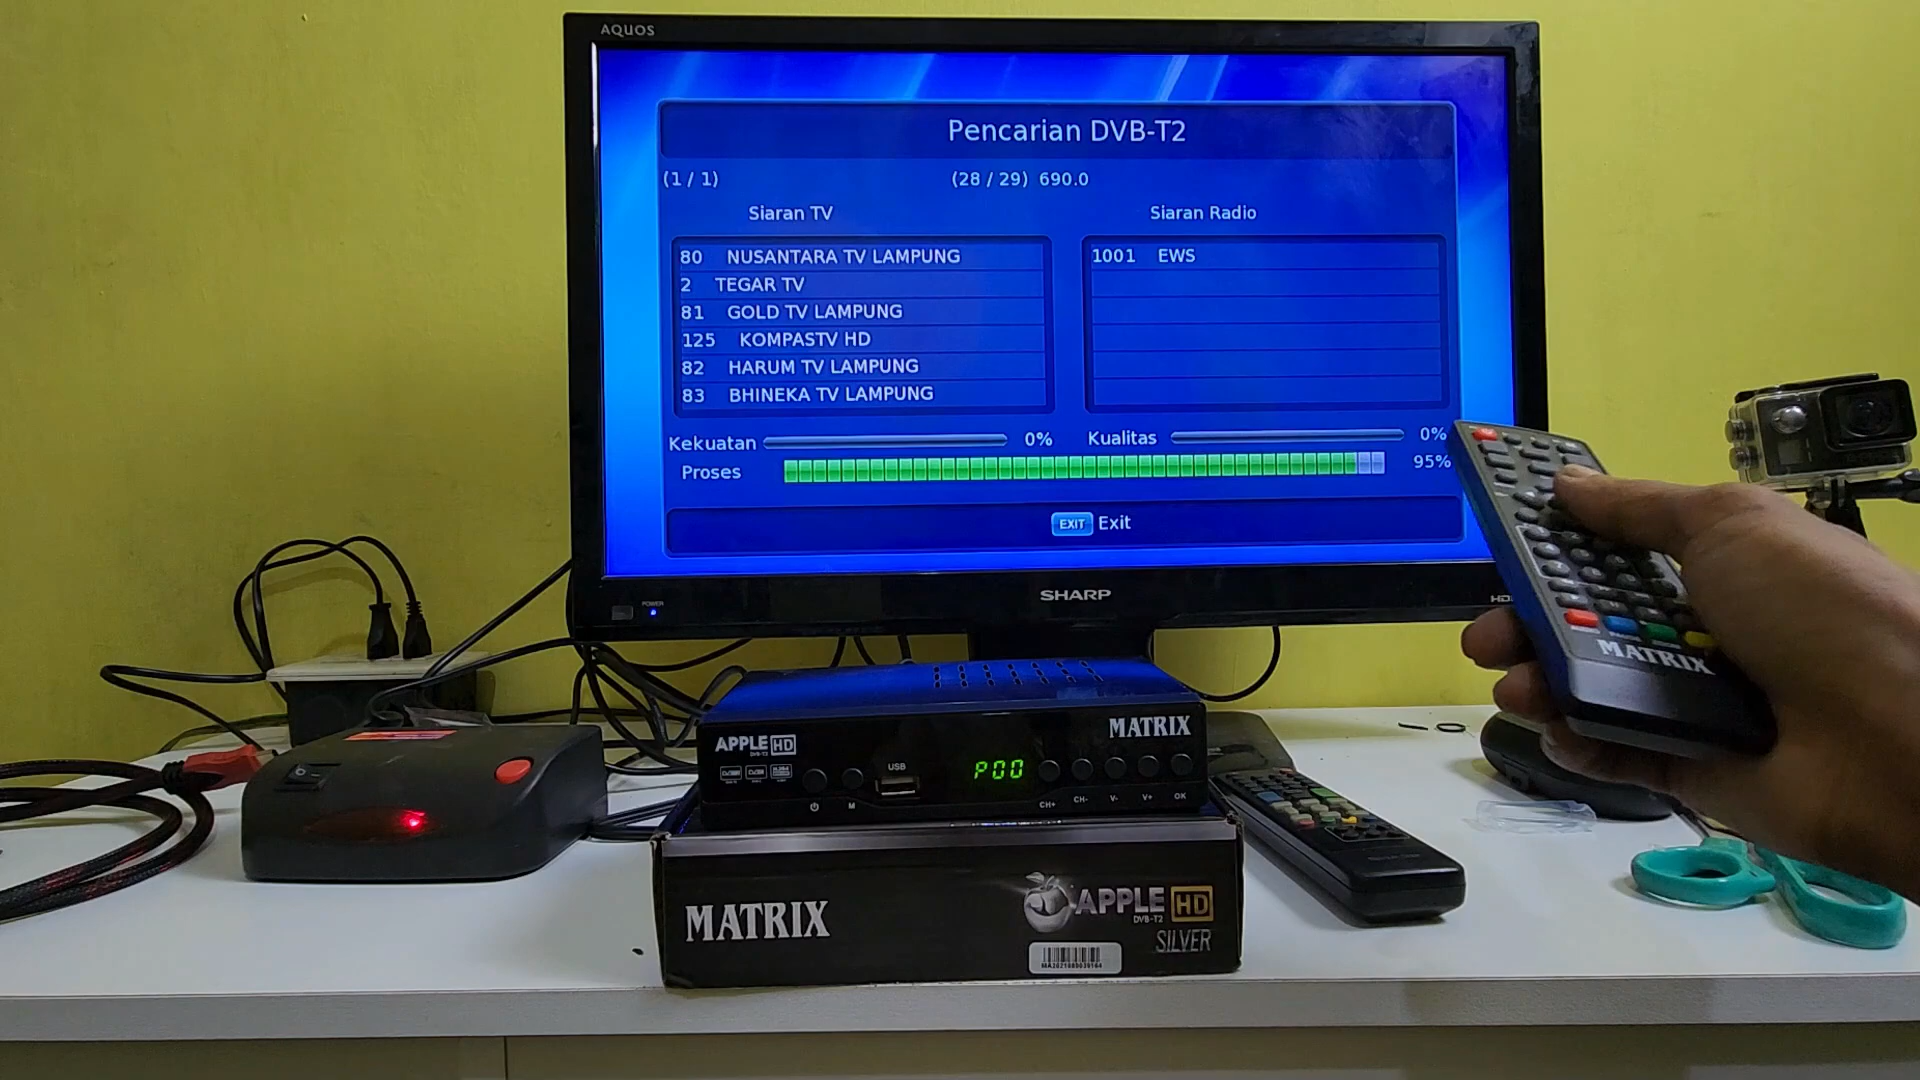 AQUOS
Pencarian DVB-T2
(1 / 1) (28 / 29) 690.0
Siaran TV Siaran Radio
80 NUSANTARA TV LAMPUNG
2 TEGAR TV
81 GOLD TV LAMPUNG
125 KOMPASTV HD
82 HARUM TV LAMPUNG
83 BHINEKA TV LAMPUNG
1001 EWS
Kekuatan 0% Kualitas 0%
Proses 95%
EXIT Exit
POWER
SHARP
MATRIX
APPLE HD
DVB-T2
MATRIX
USB
P00
M CH+ CH- V- V+ OK
MATRIX
APPLE HD
DVB-T2
SILVER